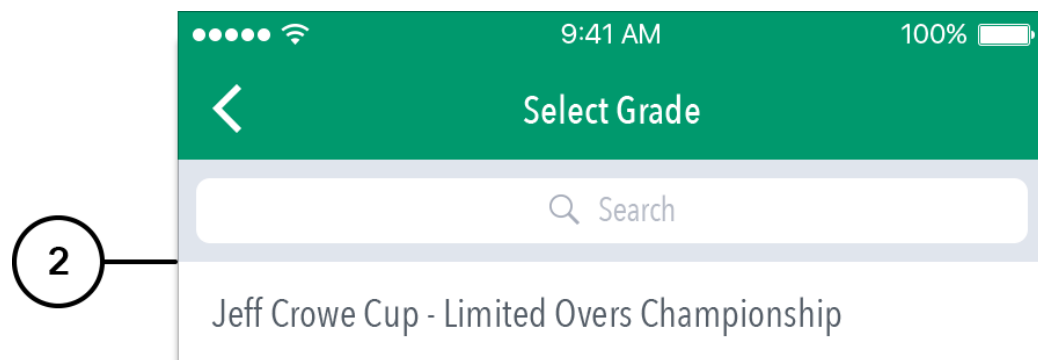 9:41 AM 100%
Select Grade
Search
2
Jeff Crowe Cup - Limited Overs Championship